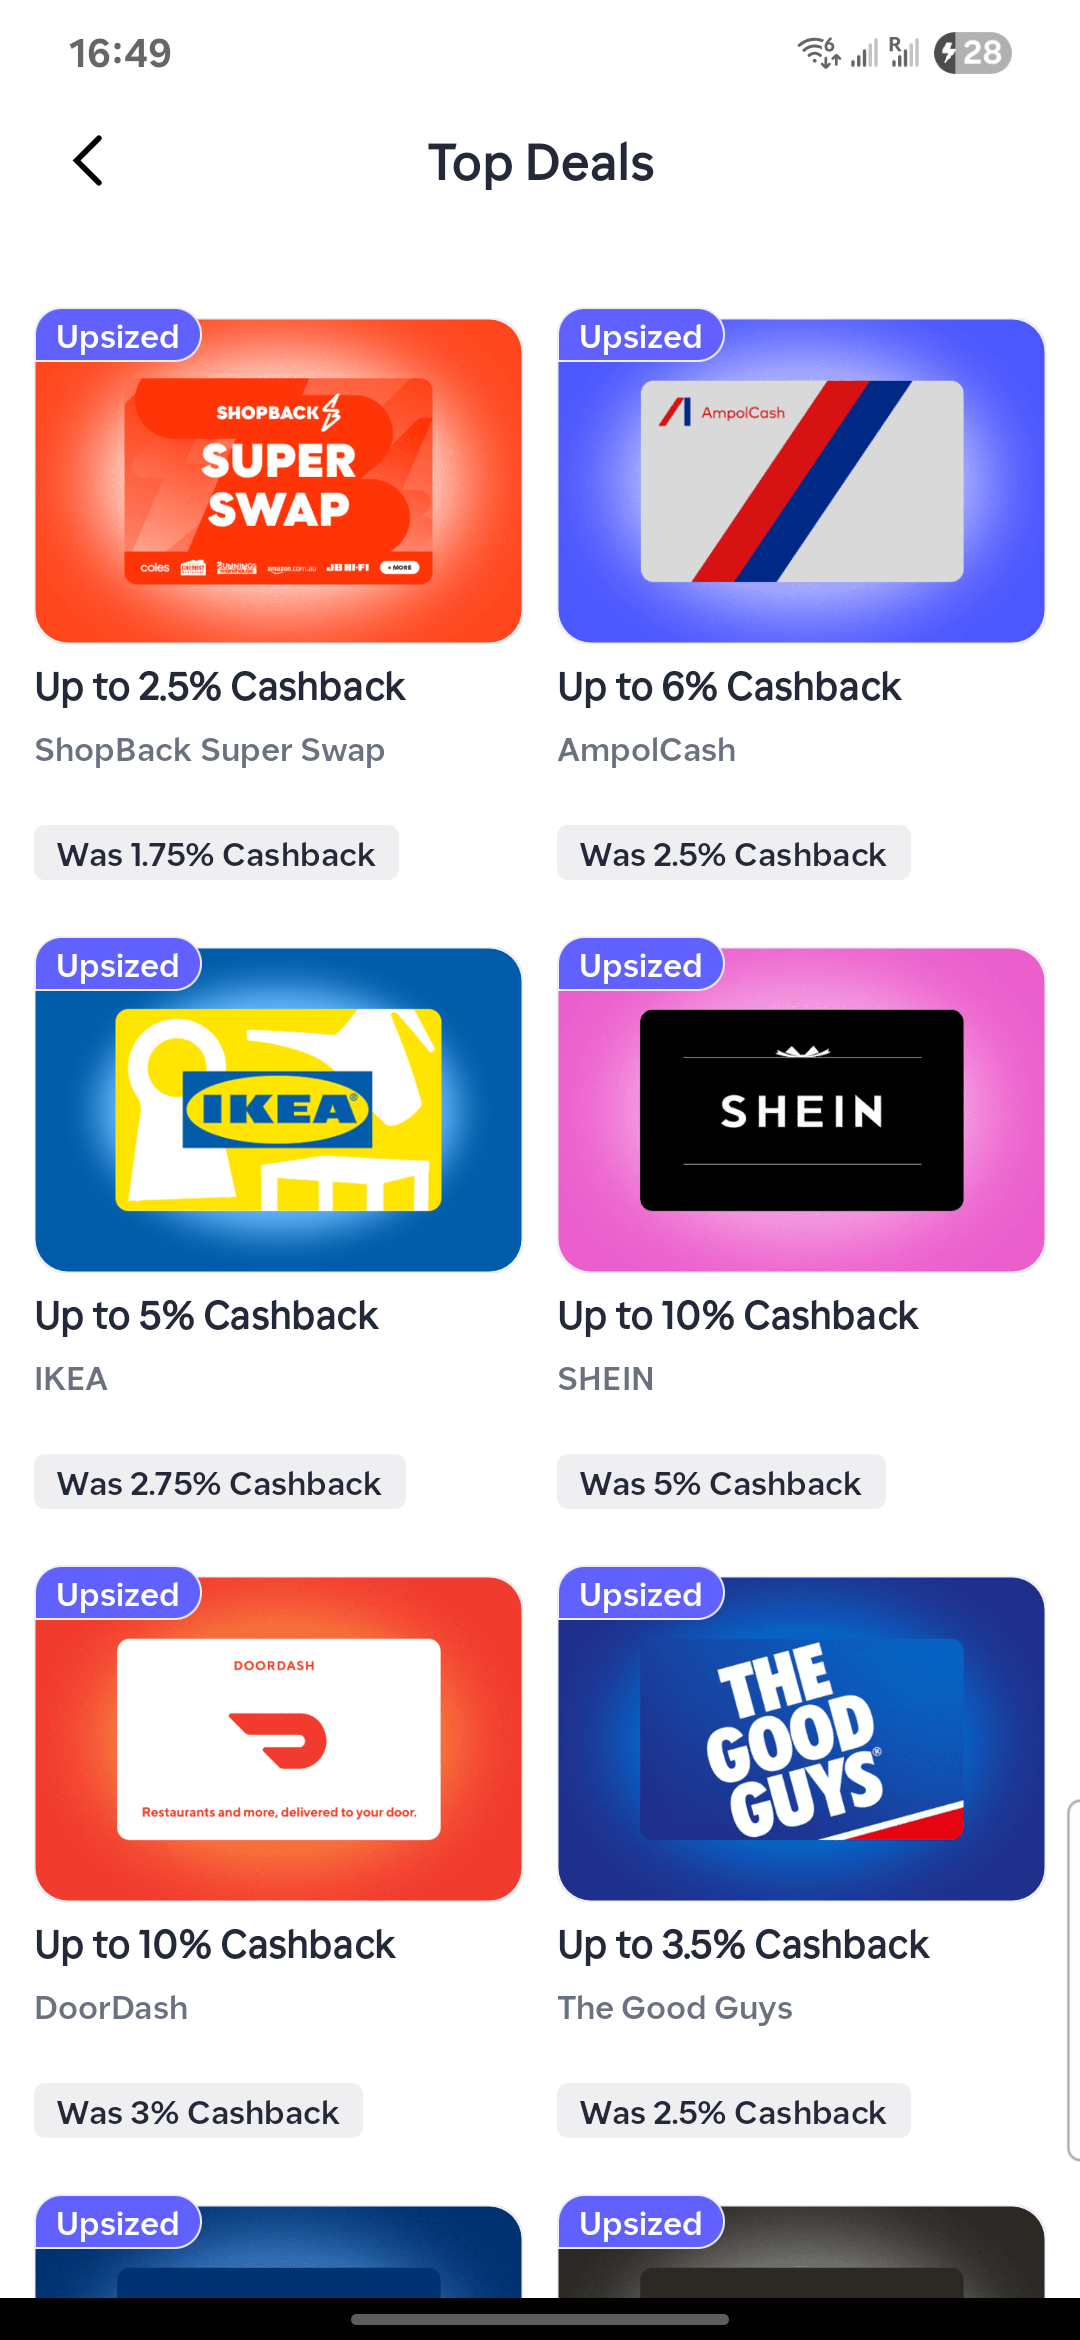 16:49
6
R
28
Top Deals
Upsized
SHOPBACK
SUPER
SWAP
coles
CHEMIST
WAREHOUSE
BUNNINGS
warehouse
amazon.com.au
JB HI-FI
• MORE
Up to 2.5% Cashback
ShopBack Super Swap
Was 1.75% Cashback
Upsized
AmpolCash
Up to 6% Cashback
AmpolCash
Was 2.5% Cashback
Upsized
IKEA®
Up to 5% Cashback
IKEA
Was 2.75% Cashback
Upsized
SHEIN
Up to 10% Cashback
SHEIN
Was 5% Cashback
Upsized
DOORDASH
Restaurants and more, delivered to your door.
Up to 10% Cashback
DoorDash
Was 3% Cashback
Upsized
THE
GOOD
GUYS®
Up to 3.5% Cashback
The Good Guys
Was 2.5% Cashback
Upsized
Upsized